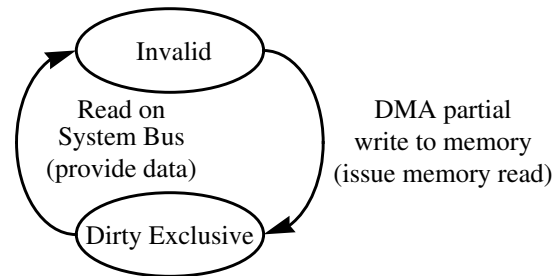 Invalid
Read on
System Bus
(provide data)
DMA partial
write to memory
(issue memory read)
Dirty Exclusive